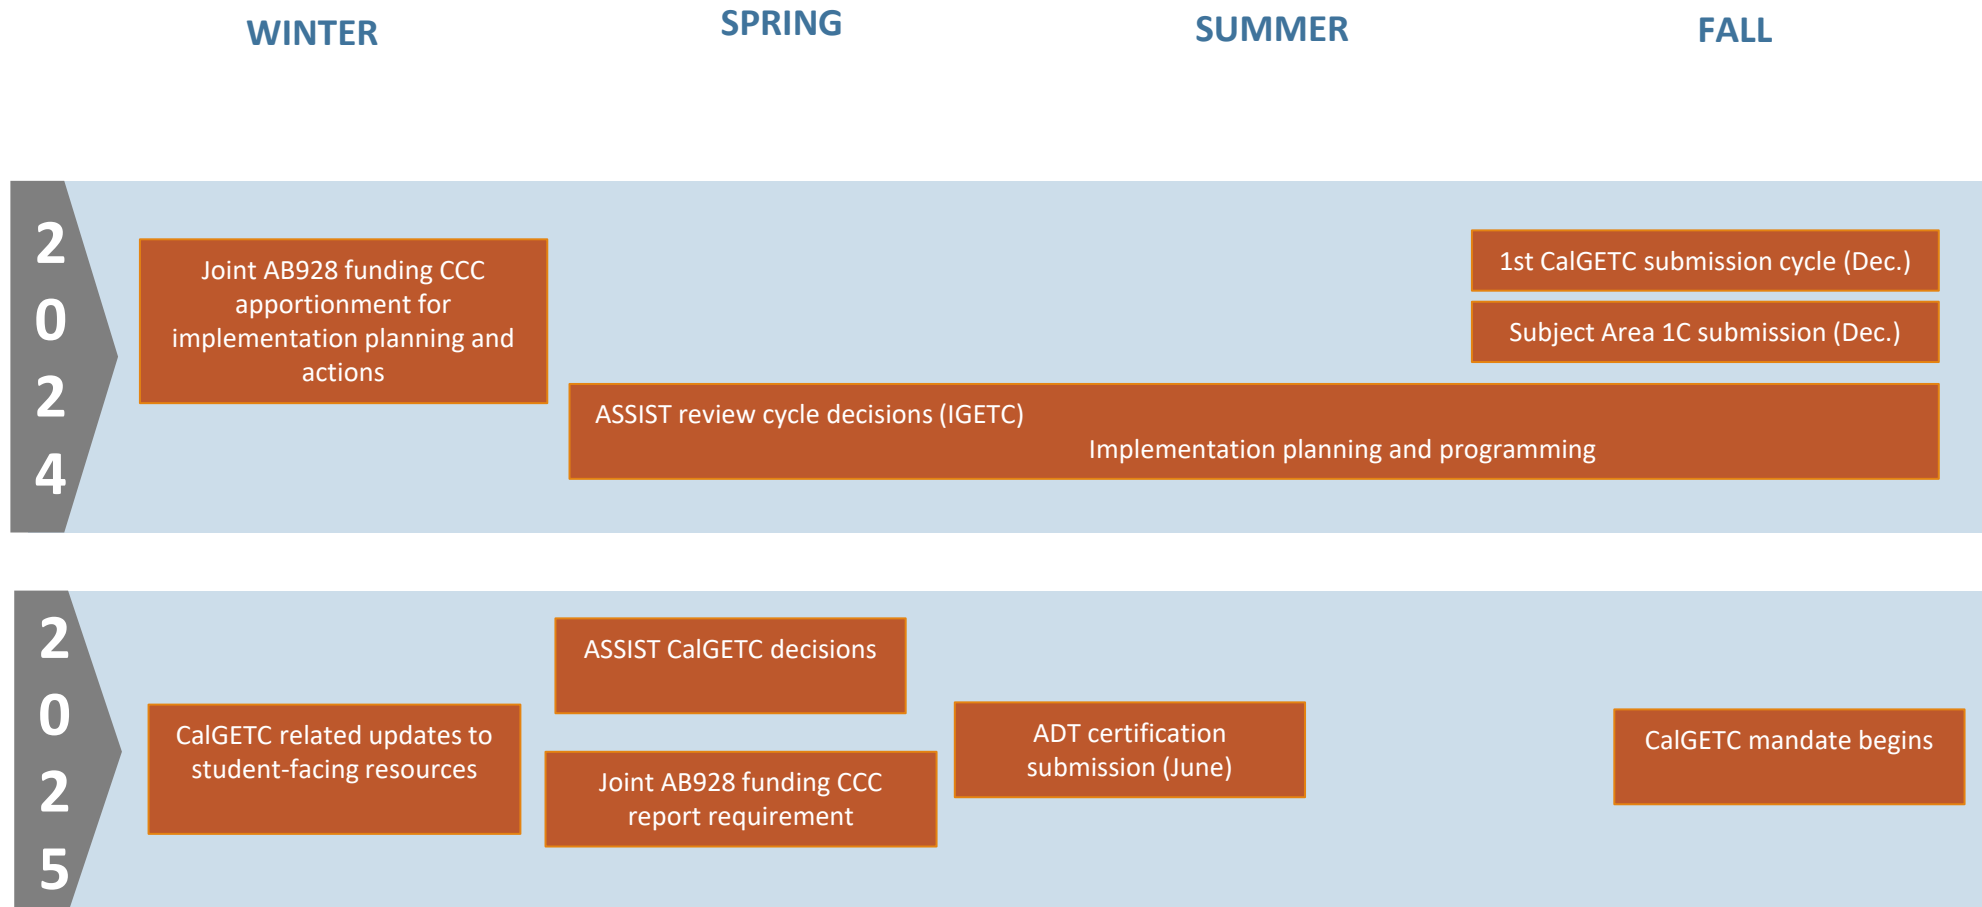 WINTER
SPRING
SUMMER
FALL
2
0
2
4
Joint AB928 funding CCC
apportionment for
implementation planning and
actions
1st CalGETC submission cycle (Dec.)
Subject Area 1C submission (Dec.)
ASSIST review cycle decisions (IGETC)
Implementation planning and programming
2
0
2
5
CalGETC related updates to
student-facing resources
ASSIST CalGETC decisions
Joint AB928 funding CCC
report requirement
ADT certification
submission (June)
CalGETC mandate begins